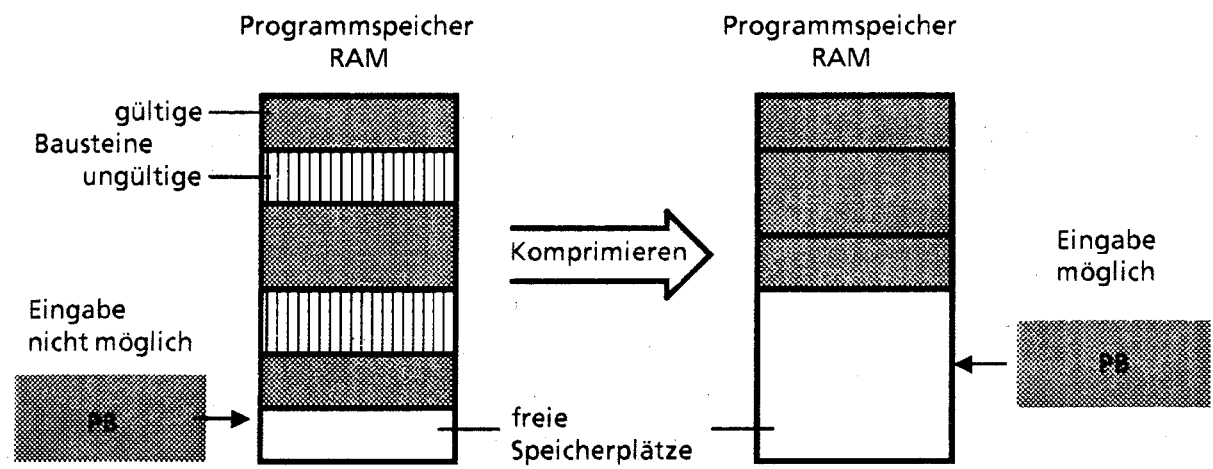 Programmspeicher
RAM
Programmspeicher
RAM
gültige
Bausteine
ungültige
Komprimieren
Eingabe
möglich
Eingabe
nicht möglich
PB
PB
freie
Speicherplätze